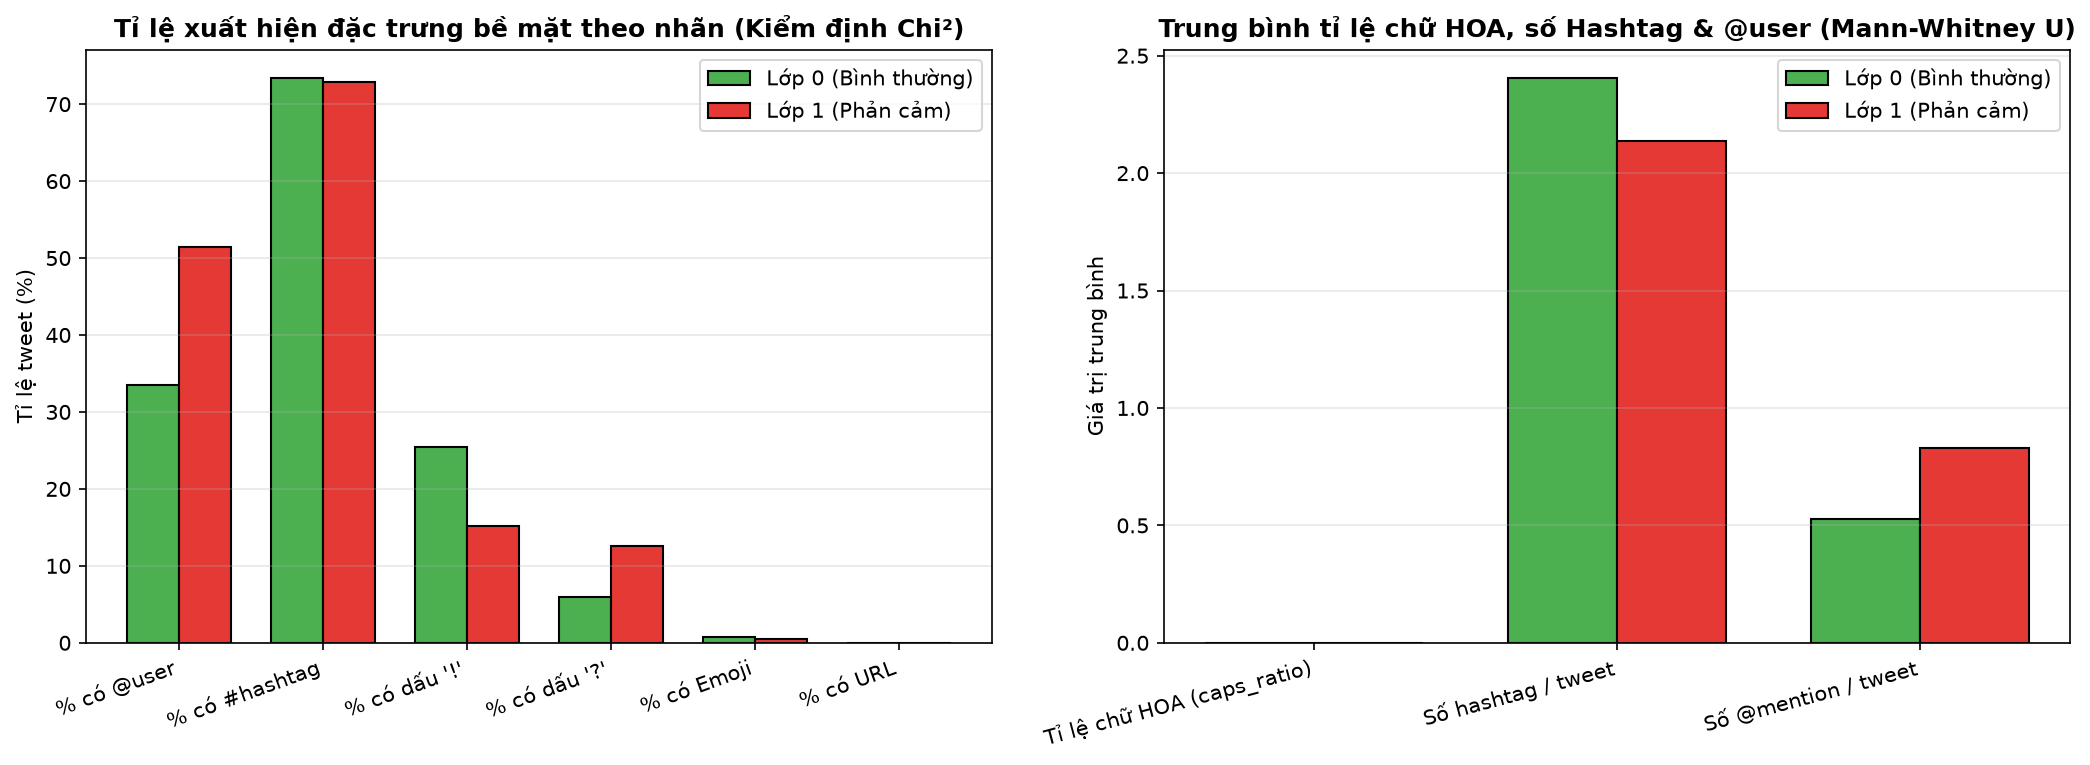 Tỉ lệ xuất hiện đặc trưng bề mặt theo nhãn (Kiểm định Chi²)
Lớp 0 (Bình thường)
Lớp 1 (Phản cảm)
Tỉ lệ tweet (%)
70
60
50
40
30
20
10
0
% có @user
% có #hashtag
% có dấu '!'
% có dấu '?'
% có Emoji
% có URL
Trung bình tỉ lệ chữ HOA, số Hashtag & @user (Mann-Whitney U)
Lớp 0 (Bình thường)
Lớp 1 (Phản cảm)
Giá trị trung bình
2.5
2.0
1.5
1.0
0.5
0.0
Tỉ lệ chữ HOA (caps_ratio)
Số hashtag / tweet
Số @mention / tweet